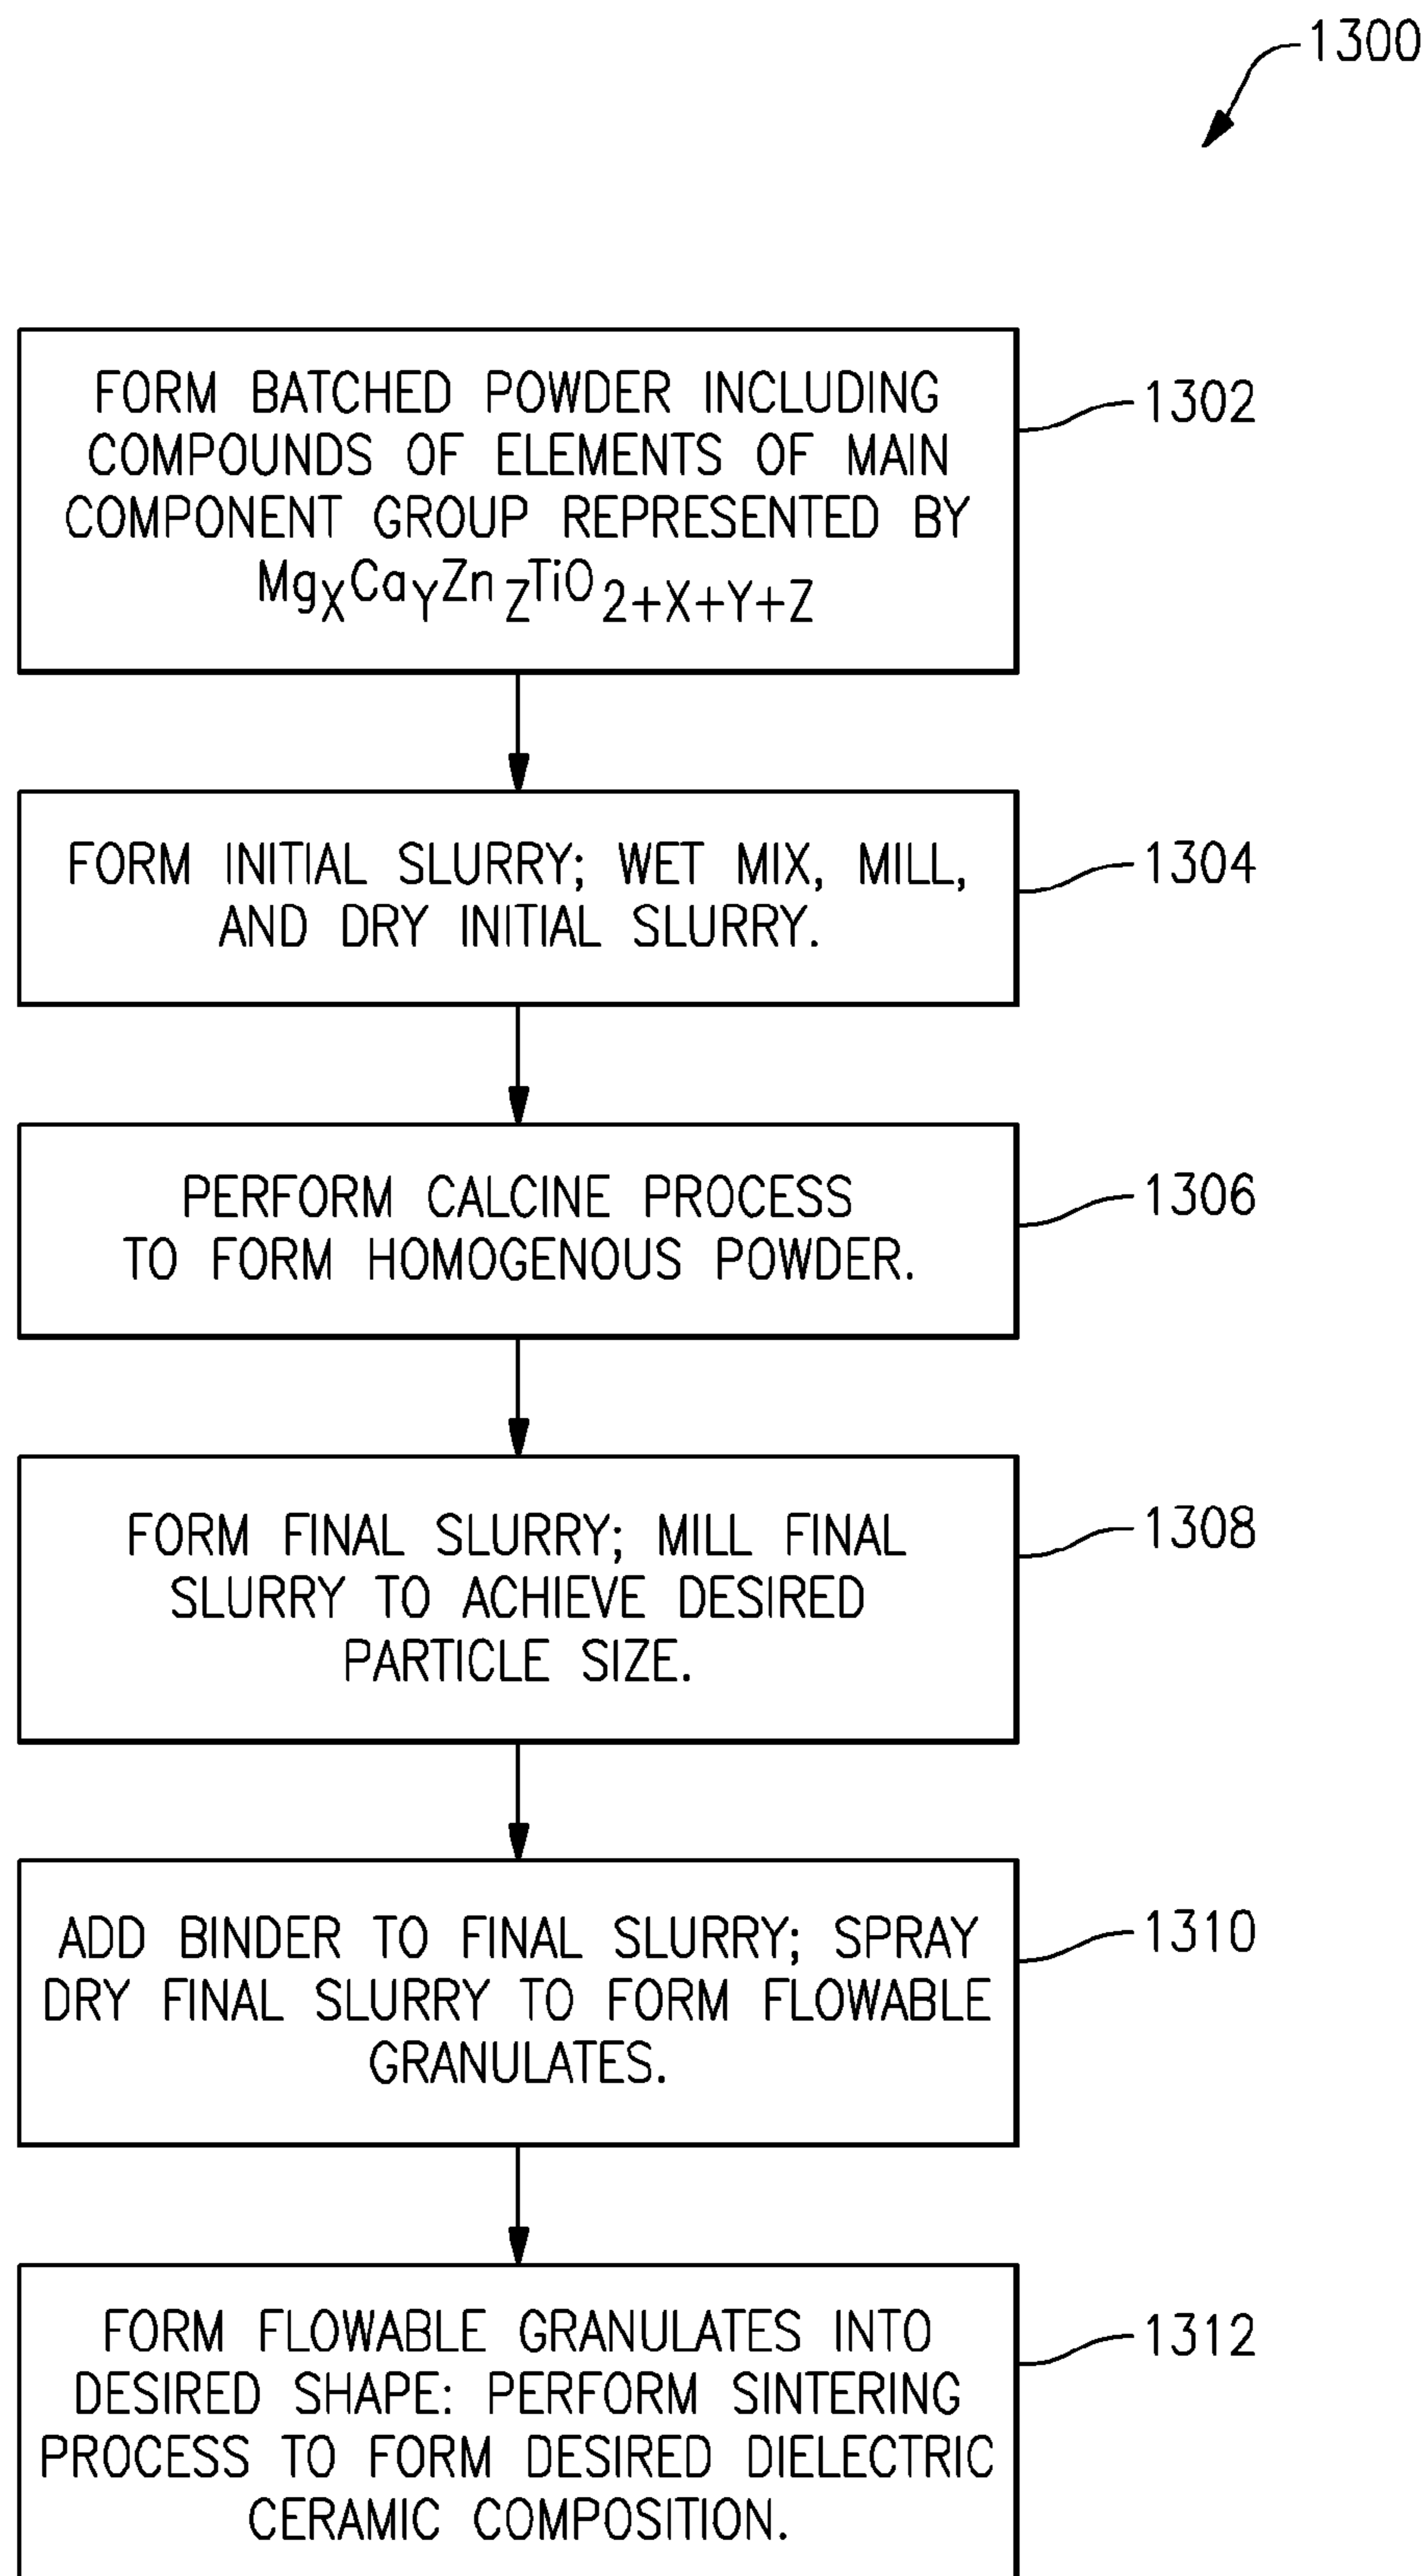 1300
FORM BATCHED POWDER INCLUDING
COMPOUNDS OF ELEMENTS OF MAIN
COMPONENT GROUP REPRESENTED BY
MgXCaYZnZTiO2+X+Y+Z
1302
FORM INITIAL SLURRY; WET MIX, MILL,
AND DRY INITIAL SLURRY.
1304
PERFORM CALCINE PROCESS
TO FORM HOMOGENOUS POWDER.
1306
FORM FINAL SLURRY; MILL FINAL
SLURRY TO ACHIEVE DESIRED
PARTICLE SIZE.
1308
ADD BINDER TO FINAL SLURRY; SPRAY
DRY FINAL SLURRY TO FORM FLOWABLE
GRANULATES.
1310
FORM FLOWABLE GRANULATES INTO
DESIRED SHAPE: PERFORM SINTERING
PROCESS TO FORM DESIRED DIELECTRIC
CERAMIC COMPOSITION.
1312